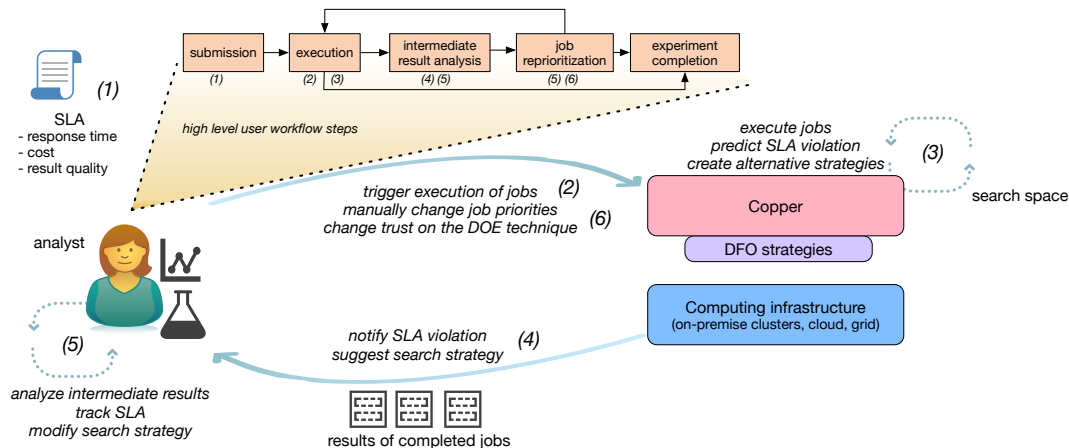 submission
execution
intermediate
result analysis
job
reprioritization
experiment
completion
(1)
(2)
(3)
(4) (5)
(5) (6)
(1)
SLA
- response time
- cost
- result quality
high level user workflow steps
execute jobs
predict SLA violation
create alternative strategies
(3)
search space
trigger execution of jobs
(2)
manually change job priorities
change trust on the DOE technique
(6)
Copper
DFO strategies
analyst
Computing infrastructure
(on-premise clusters, cloud, grid)
notify SLA violation
suggest search strategy
(4)
(5)
analyze intermediate results
track SLA
modify search strategy
results of completed jobs